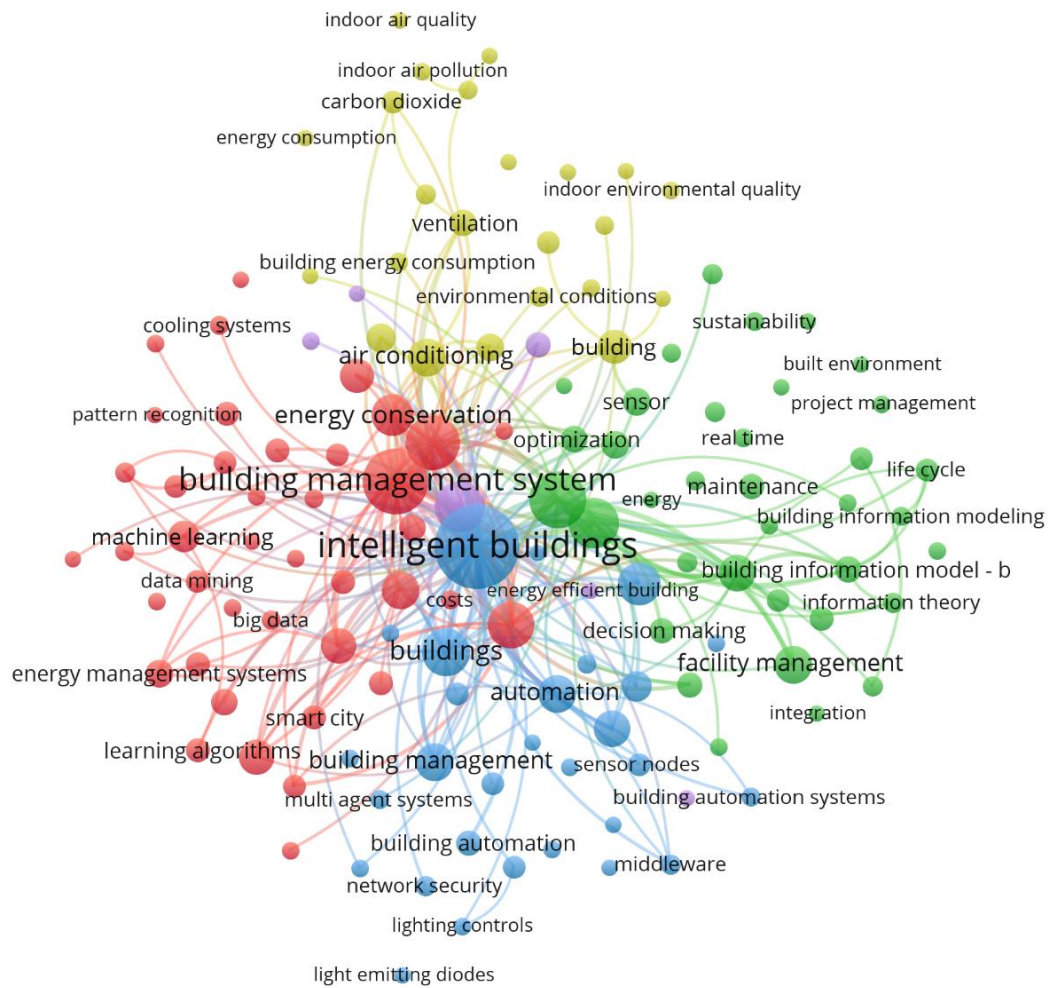 indoor air quality
indoor air pollution
carbon dioxide
energy consumption
indoor environmental quality
ventilation
building energy consumption
environmental conditions
cooling systems
sustainability
air conditioning
building
built environment
pattern recognition
energy conservation
sensor
project management
optimization
real time
building management system
energy
maintenance
life cycle
building information modeling
machine learning
intelligent buildings
data mining
building information model - b
energy efficient building
costs
information theory
big data
decision making
buildings
facility management
energy management systems
automation
smart city
integration
learning algorithms
building management
sensor nodes
multi agent systems
building automation systems
building automation
middleware
network security
lighting controls
light emitting diodes